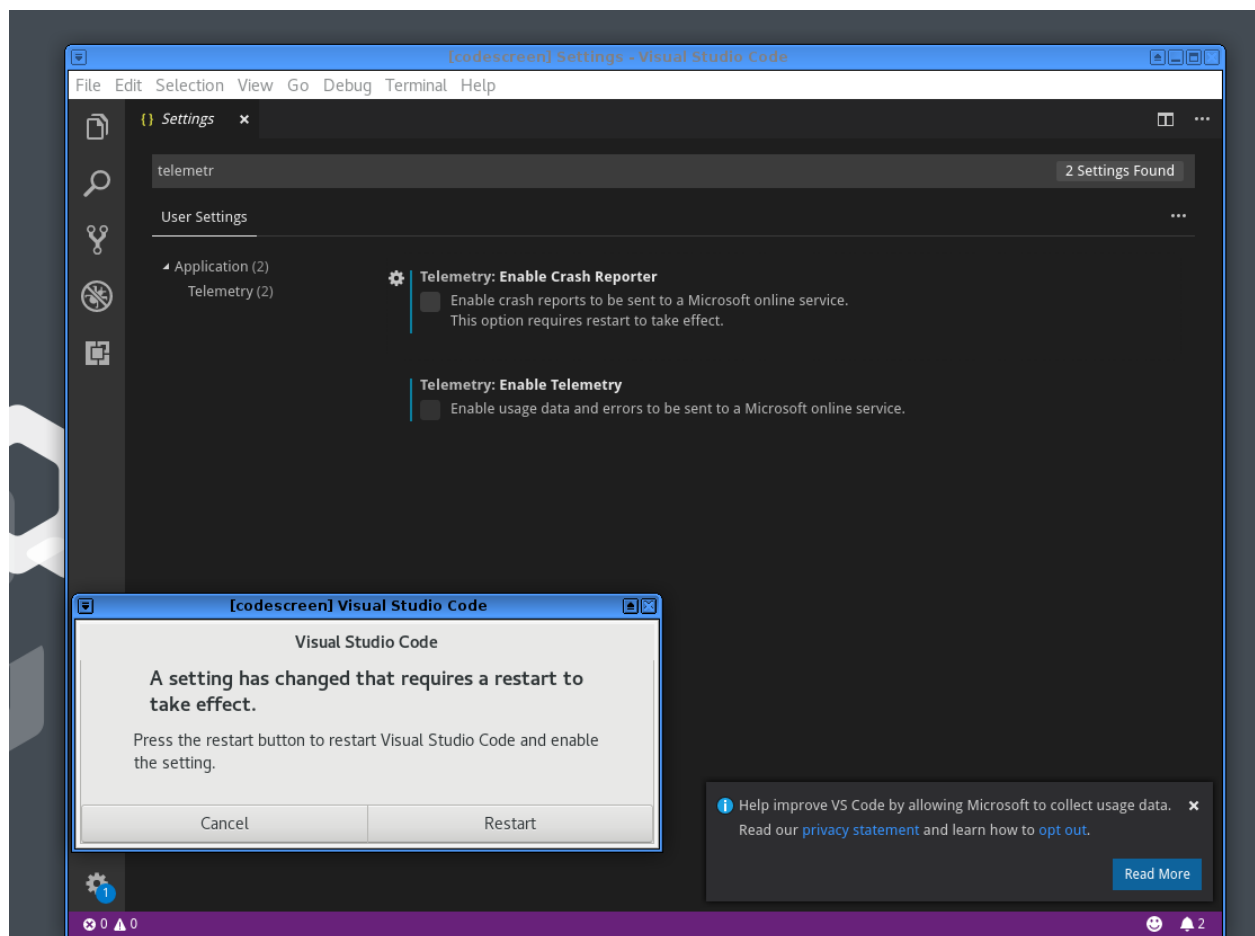 [codescreen] Settings - Visual Studio Code
File Edit Selection View Go Debug Terminal Help
{} Settings ×
telemetr 2 Settings Found
User Settings
Application (2)
Telemetry (2)
Telemetry: Enable Crash Reporter
Enable crash reports to be sent to a Microsoft online service.
This option requires restart to take effect.
Telemetry: Enable Telemetry
Enable usage data and errors to be sent to a Microsoft online service.
[codescreen] Visual Studio Code
Visual Studio Code
A setting has changed that requires a restart to
take effect.
Press the restart button to restart Visual Studio Code and enable
the setting.
Cancel Restart
Help improve VS Code by allowing Microsoft to collect usage data. ×
Read our privacy statement and learn how to opt out.
Read More
1
0 0 2